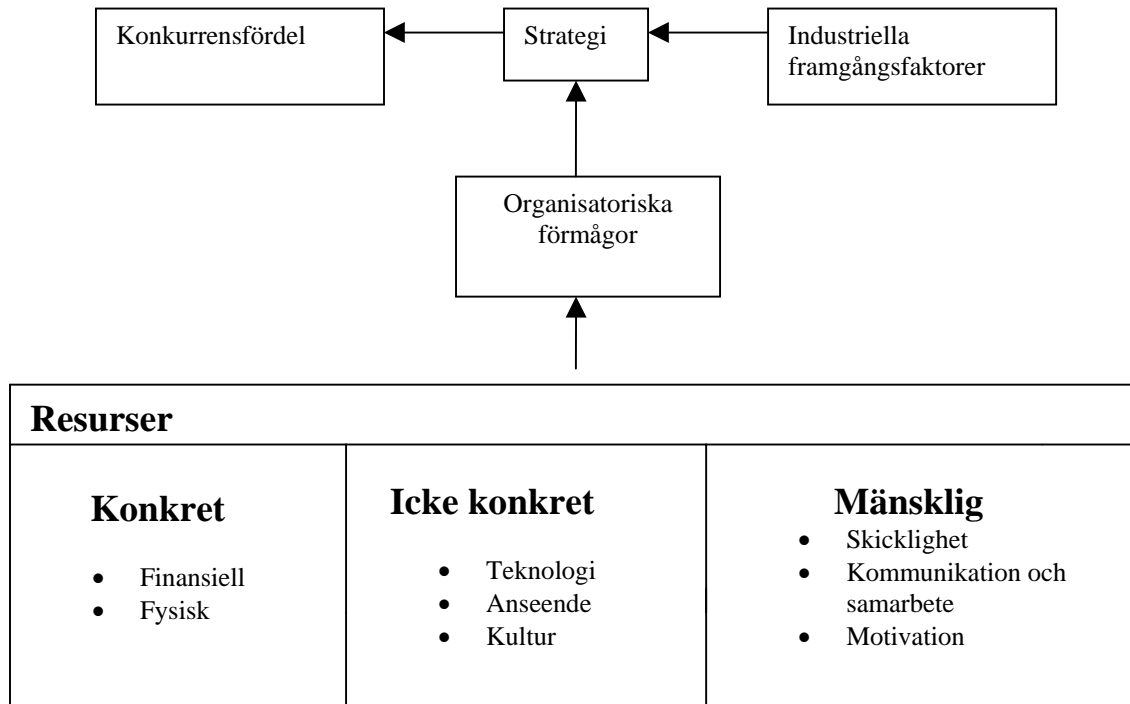 Konkurrensfördel
Strategi
Industriella
framgångsfaktorer
Organisatoriska
förmågor
Resurser
Konkret
• Finansiell
• Fysisk
Icke konkret
• Teknologi
• Anseende
• Kultur
Mänsklig
• Skicklighet
• Kommunikation och
samarbete
• Motivation